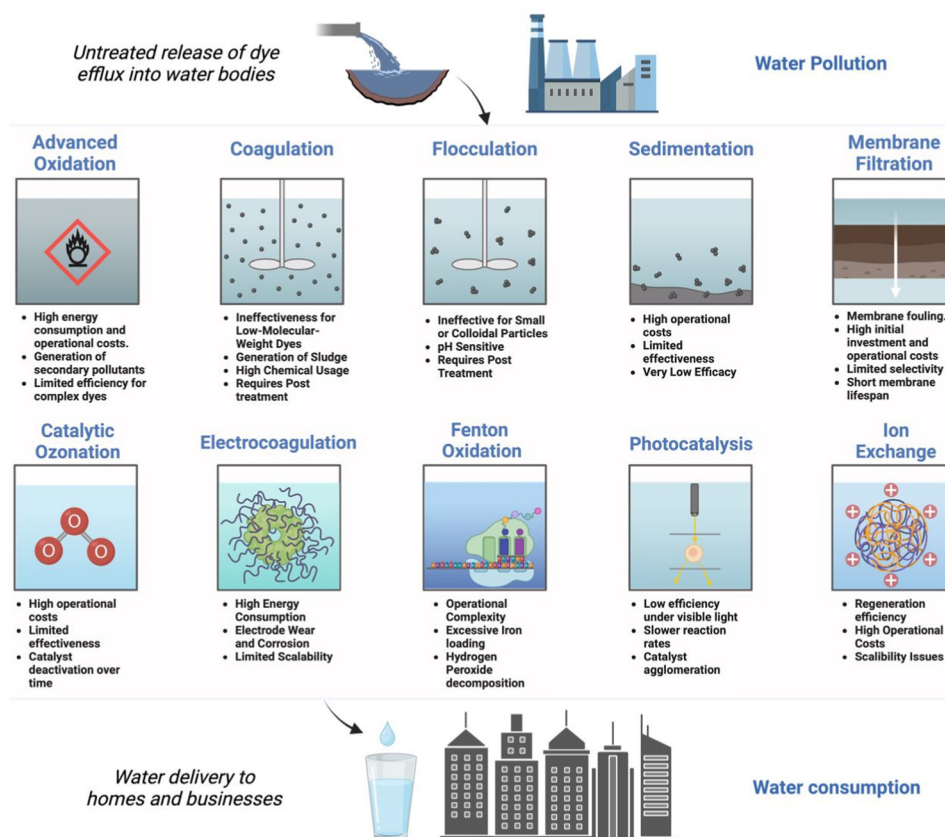 Untreated release of dye
efflux into water bodies
Water Pollution
Advanced
Oxidation
• High energy
consumption and
operational costs.
• Generation of
secondary pollutants
• Limited efficiency for
complex dyes
Coagulation
• Ineffectiveness for
Low-Molecular-
Weight Dyes
• Generation of Sludge
• High Chemical Usage
• Requires Post
treatment
Flocculation
• Ineffective for Small
or Colloidal Particles
• pH Sensitive
• Requires Post
Treatment
Sedimentation
• High operational
costs
• Limited
effectiveness
• Very Low Efficacy
Membrane
Filtration
• Membrane fouling.
• High initial
investment and
operational costs
• Limited selectivity
• Short membrane
lifespan
Catalytic
Ozonation
O
O
O
• High operational
costs
• Limited
effectiveness
• Catalyst
deactivation over
time
Electrocoagulation
• High Energy
Consumption
• Electrode Wear
and Corrosion
• Limited Scalability
Fenton
Oxidation
• Operational
Complexity
• Excessive Iron
loading
• Hydrogen
Peroxide
decomposition
Photocatalysis
• Low efficiency
under visible light
• Slower reaction
rates
• Catalyst
agglomeration
Ion
Exchange
+
+
+
+
+
+
• Regeneration
efficiency
• High Operational
Costs
• Scalibility Issues
Water delivery to
homes and businesses
Water consumption